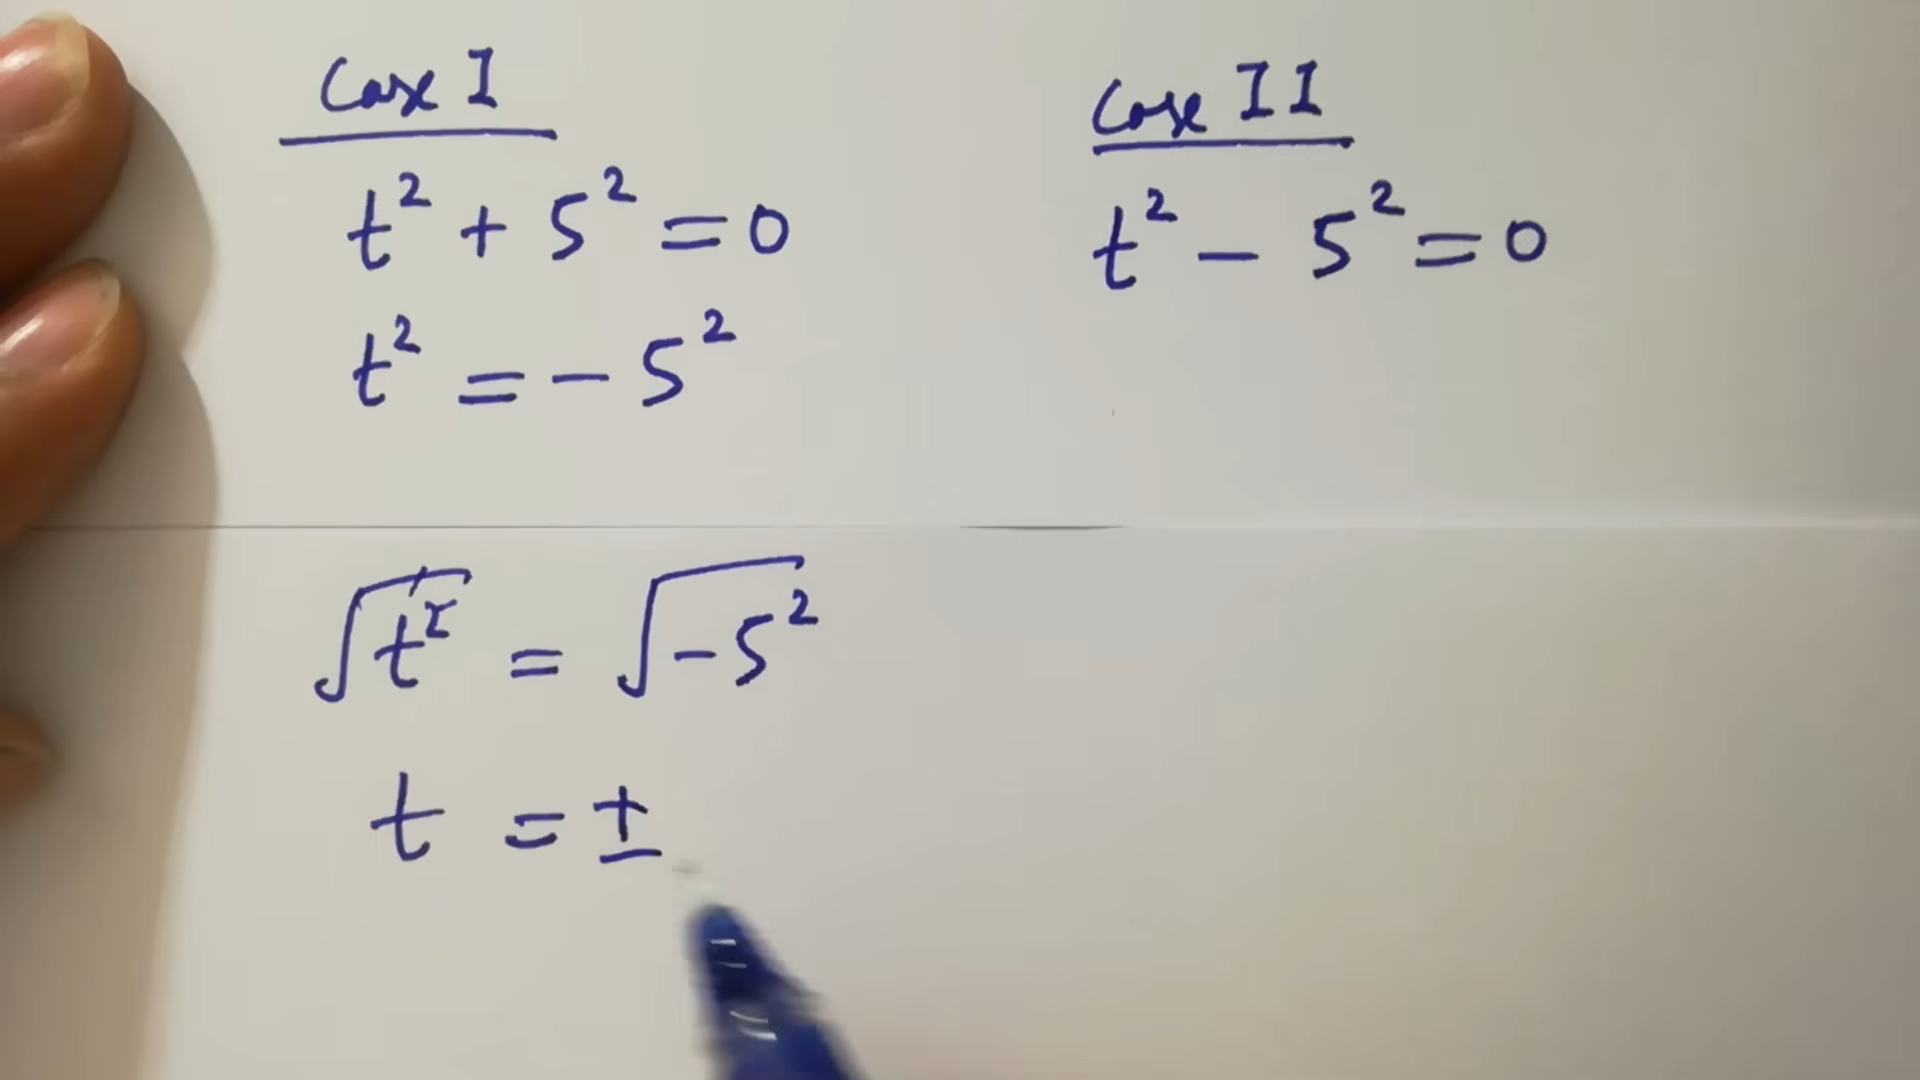 Case I
t² + 5² = 0
t² = - 5²
√t² = √-5²
t = ±
Case II
t² - 5² = 0